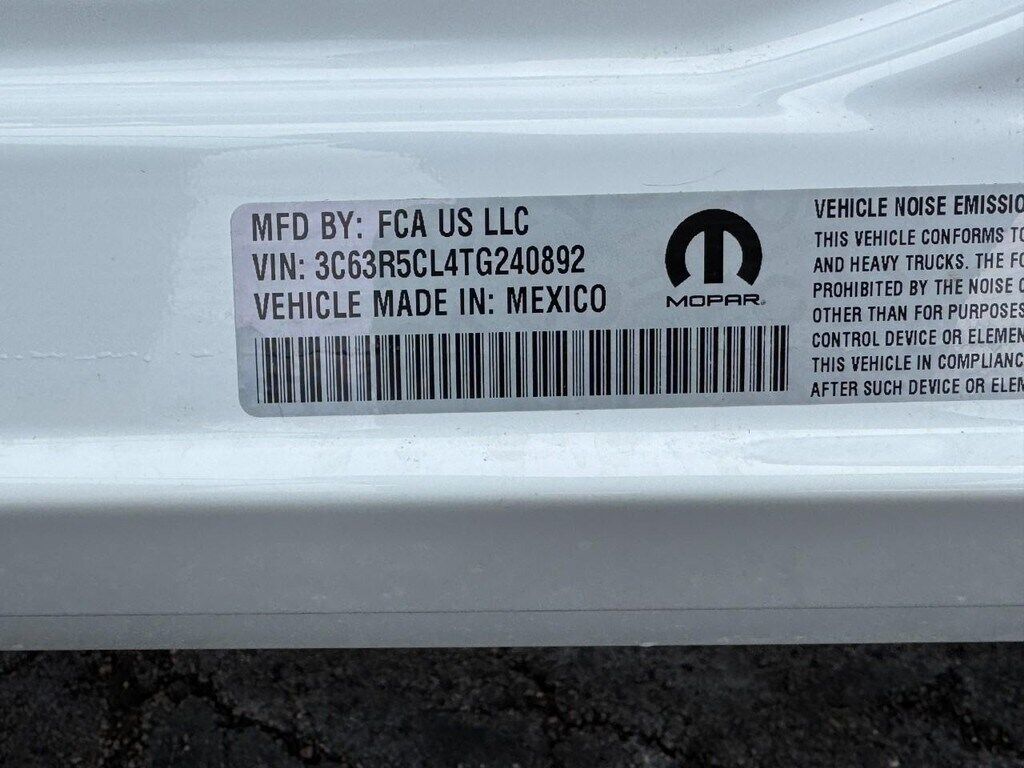 MFD BY: FCA US LLC
VIN: 3C63R5CL4TG240892
VEHICLE MADE IN: MEXICO
MOPAR
VEHICLE NOISE EMISSIO
THIS VEHICLE CONFORMS TO
AND HEAVY TRUCKS. THE FO
PROHIBITED BY THE NOISE C
OTHER THAN FOR PURPOSES
CONTROL DEVICE OR ELEMEN
THIS VEHICLE IN COMPLIANC
AFTER SUCH DEVICE OR ELEM